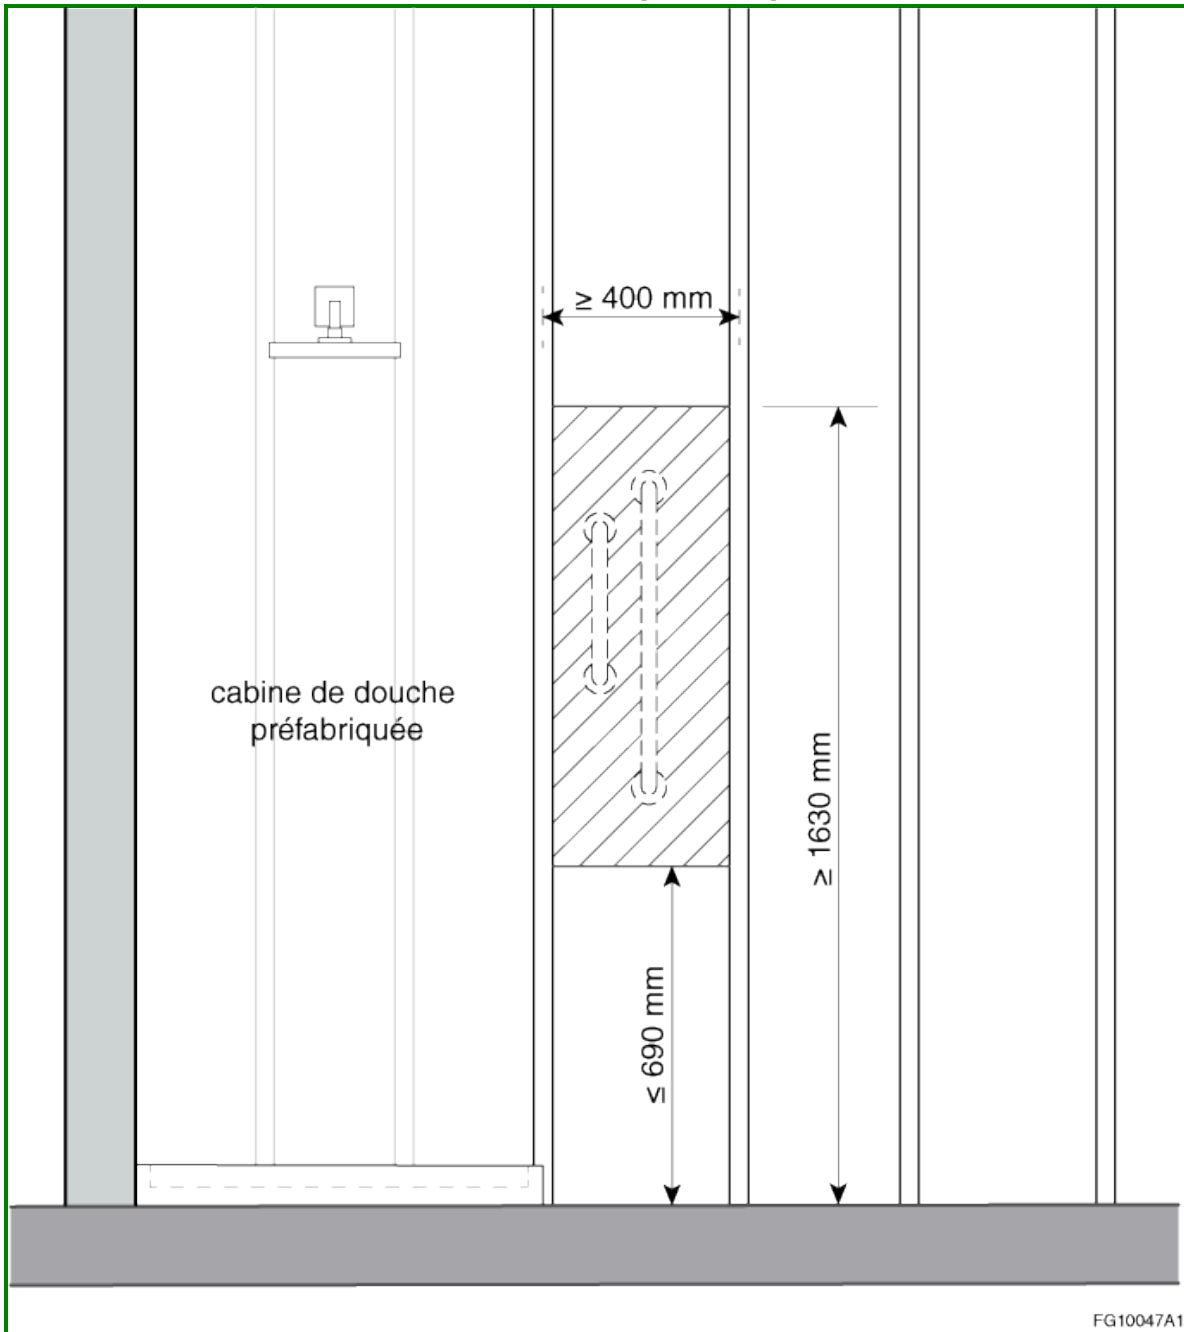 ≥ 400 mm
cabine de douche
préfabriquée
≥ 1630 mm
≤ 690 mm
FG10047A1